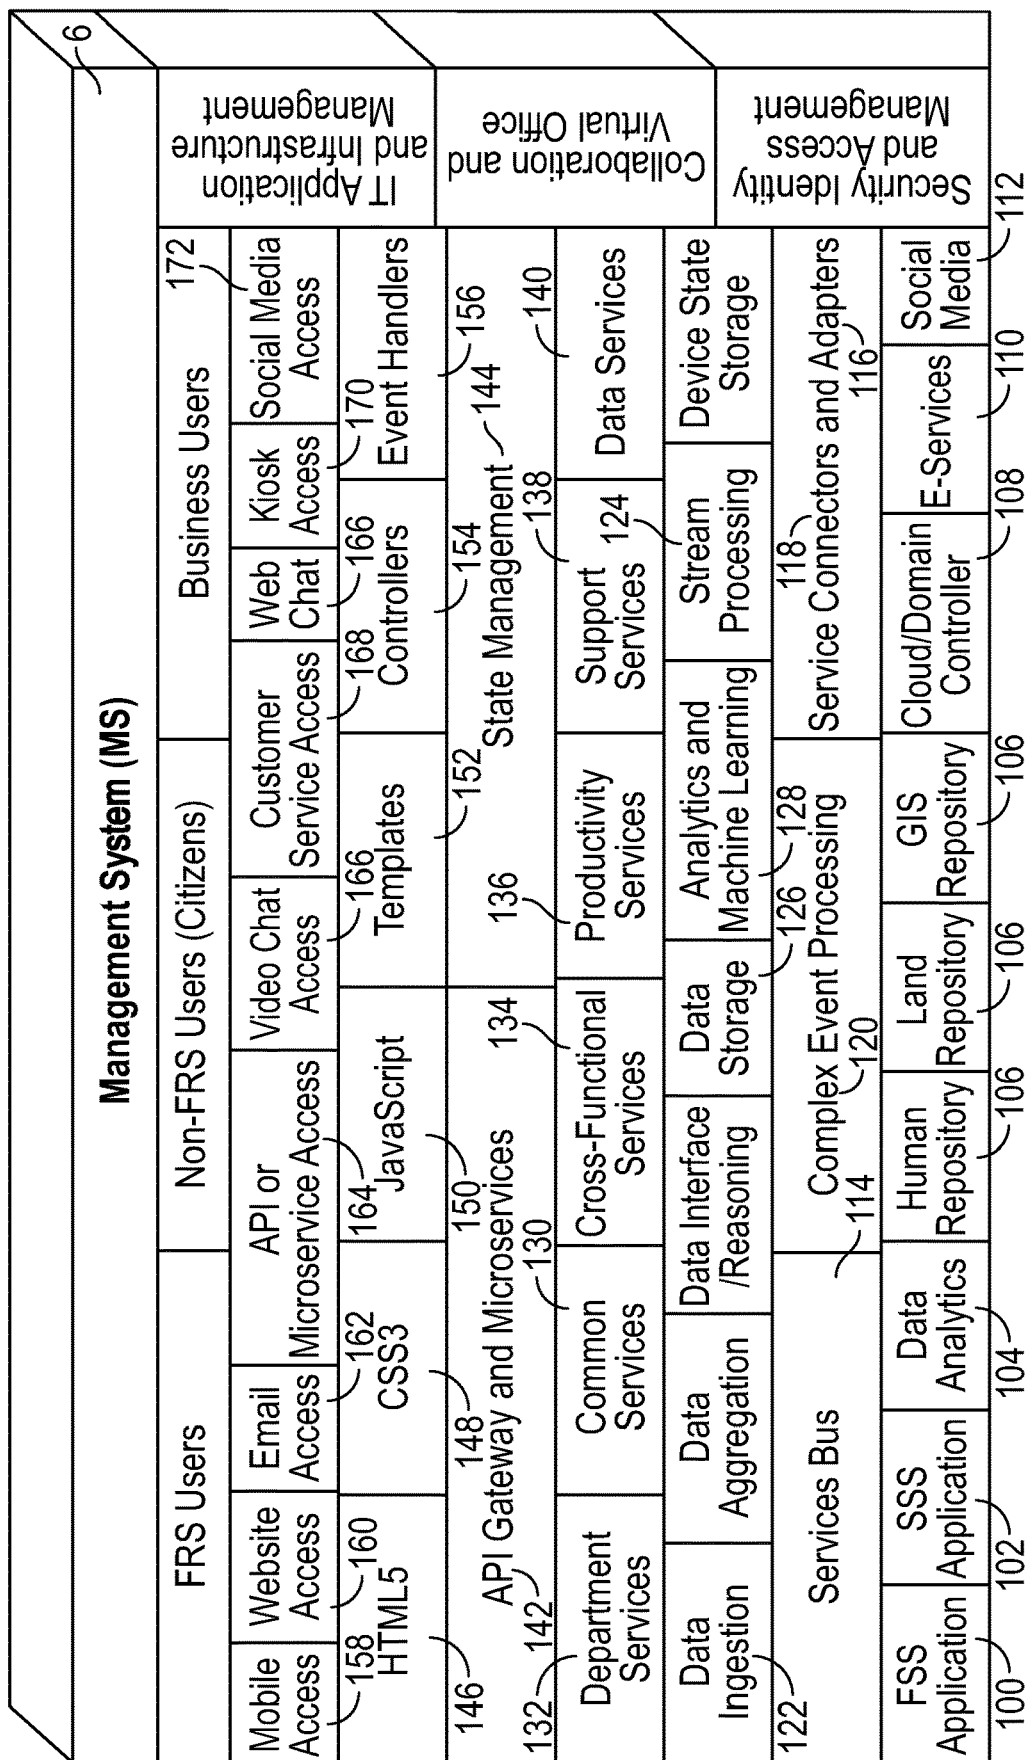 6
Management System (MS)
FRS Users
Non-FRS Users (Citizens)
Business Users
172
Mobile
Access
158
Website
Access
160
Email
Access
162
API or
Microservice Access
164
Video Chat
Access
166
Customer
Service Access
168
Web
Chat
166
Kiosk
Access
170
Social Media
Access
HTML5
146
CSS3
148
JavaScript
150
Templates
152
Controllers
154
Event Handlers
156
API Gateway and Microservices
142
State Management
144
132
Department
Services
130
Common
Services
134
Cross-Functional
Services
136
Productivity
Services
138
Support
Services
140
Data Services
Data
Ingestion
122
Data
Aggregation
Data Interface
/Reasoning
Data
Storage
126
Analytics and
Machine Learning
128
124
Stream
Processing
Device State
Storage
Services Bus
114
Complex Event Processing
120
118
Service Connectors and Adapters
116
FSS
Application
100
SSS
Application
102
Data
Analytics
104
Human
Repository
106
Land
Repository
106
GIS
Repository
106
Cloud/Domain
Controller
108
E-Services
110
Social
Media
112
IT Application
and Infrastructure
Management
Collaboration and
Virtual Office
Security Identity
and Access
Management